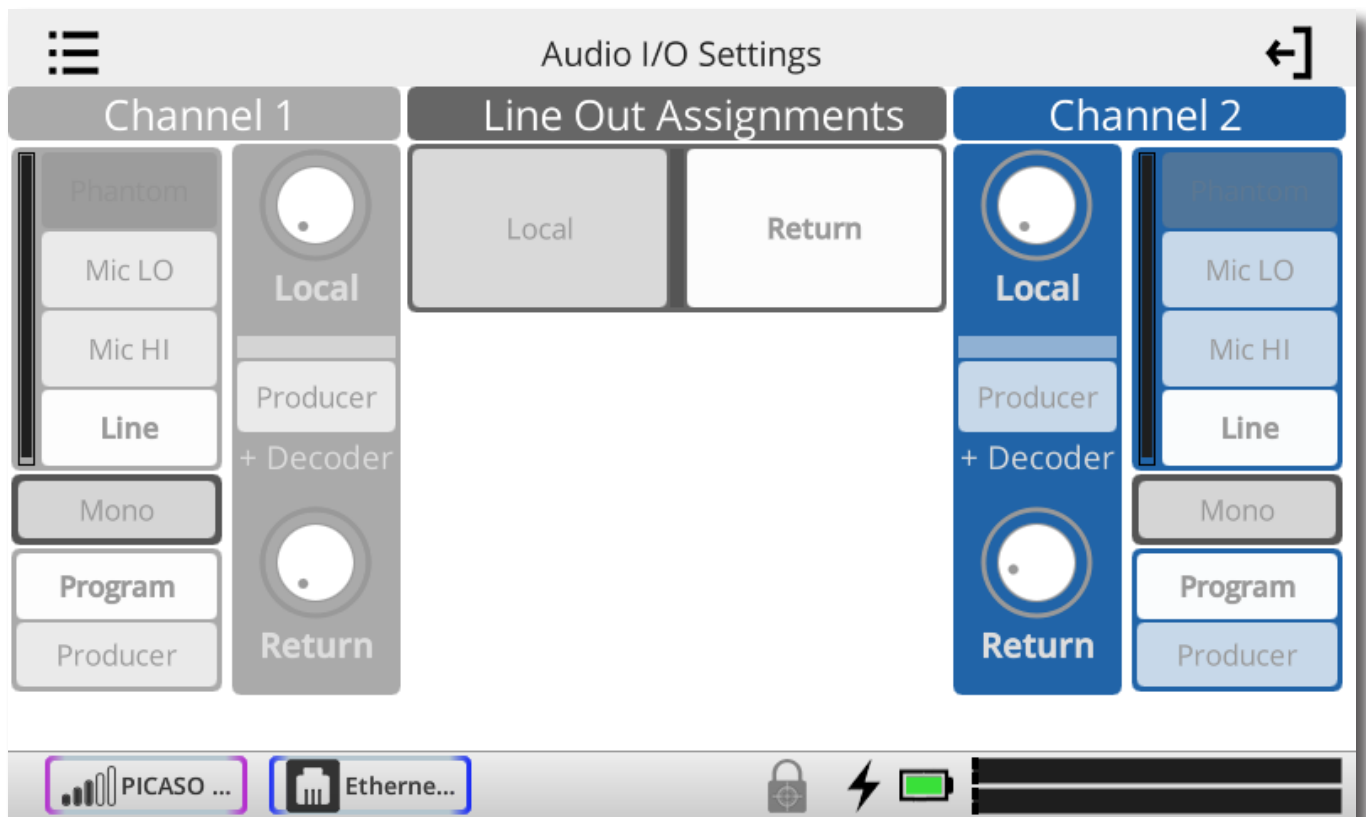 Audio I/O Settings
Channel 1
Line Out Assignments
Channel 2
Phantom
Mic LO
Mic HI
Line
Mono
Program
Producer
Local
Producer
+ Decoder
Return
Local
Return
Local
Producer
+ Decoder
Return
Phantom
Mic LO
Mic HI
Line
Mono
Program
Producer
PICASO ...
Etherne...